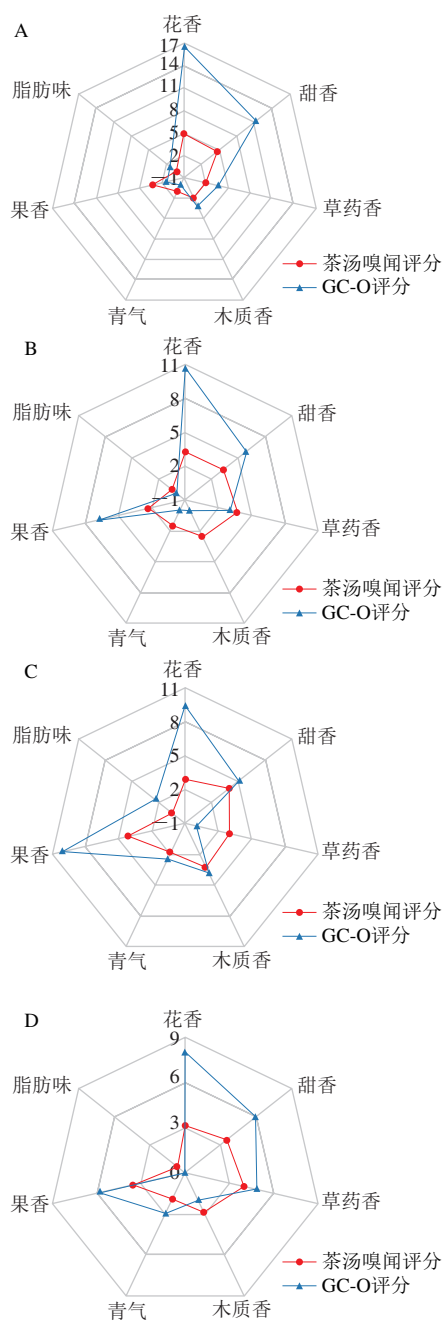 A
花香
17
14
11
8
5
2
−1
甜香
脂肪味
草药香
果香
木质香
青气
茶汤嗅闻评分
GC-O评分
B
花香
11
8
5
2
−1
甜香
脂肪味
草药香
果香
木质香
青气
茶汤嗅闻评分
GC-O评分
C
花香
11
8
5
2
−1
甜香
脂肪味
草药香
果香
木质香
青气
茶汤嗅闻评分
GC-O评分
D
花香
9
6
3
0
甜香
脂肪味
草药香
果香
木质香
青气
茶汤嗅闻评分
GC-O评分